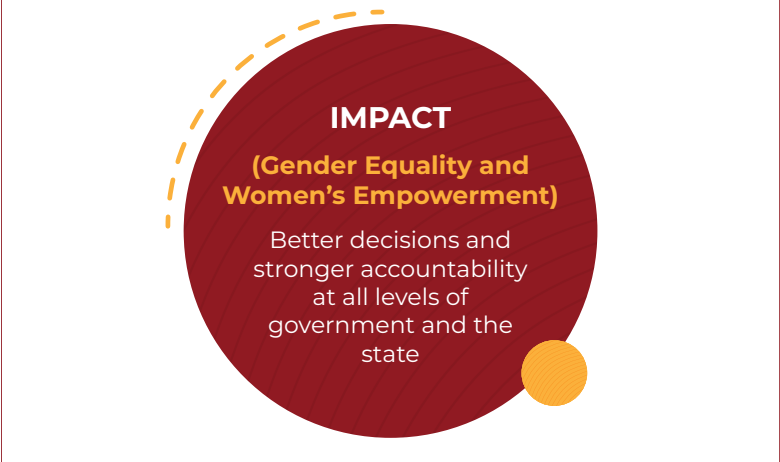 IMPACT
(Gender Equality and
Women’s Empowerment)
Better decisions and
stronger accountability
at all levels of
government and the
state